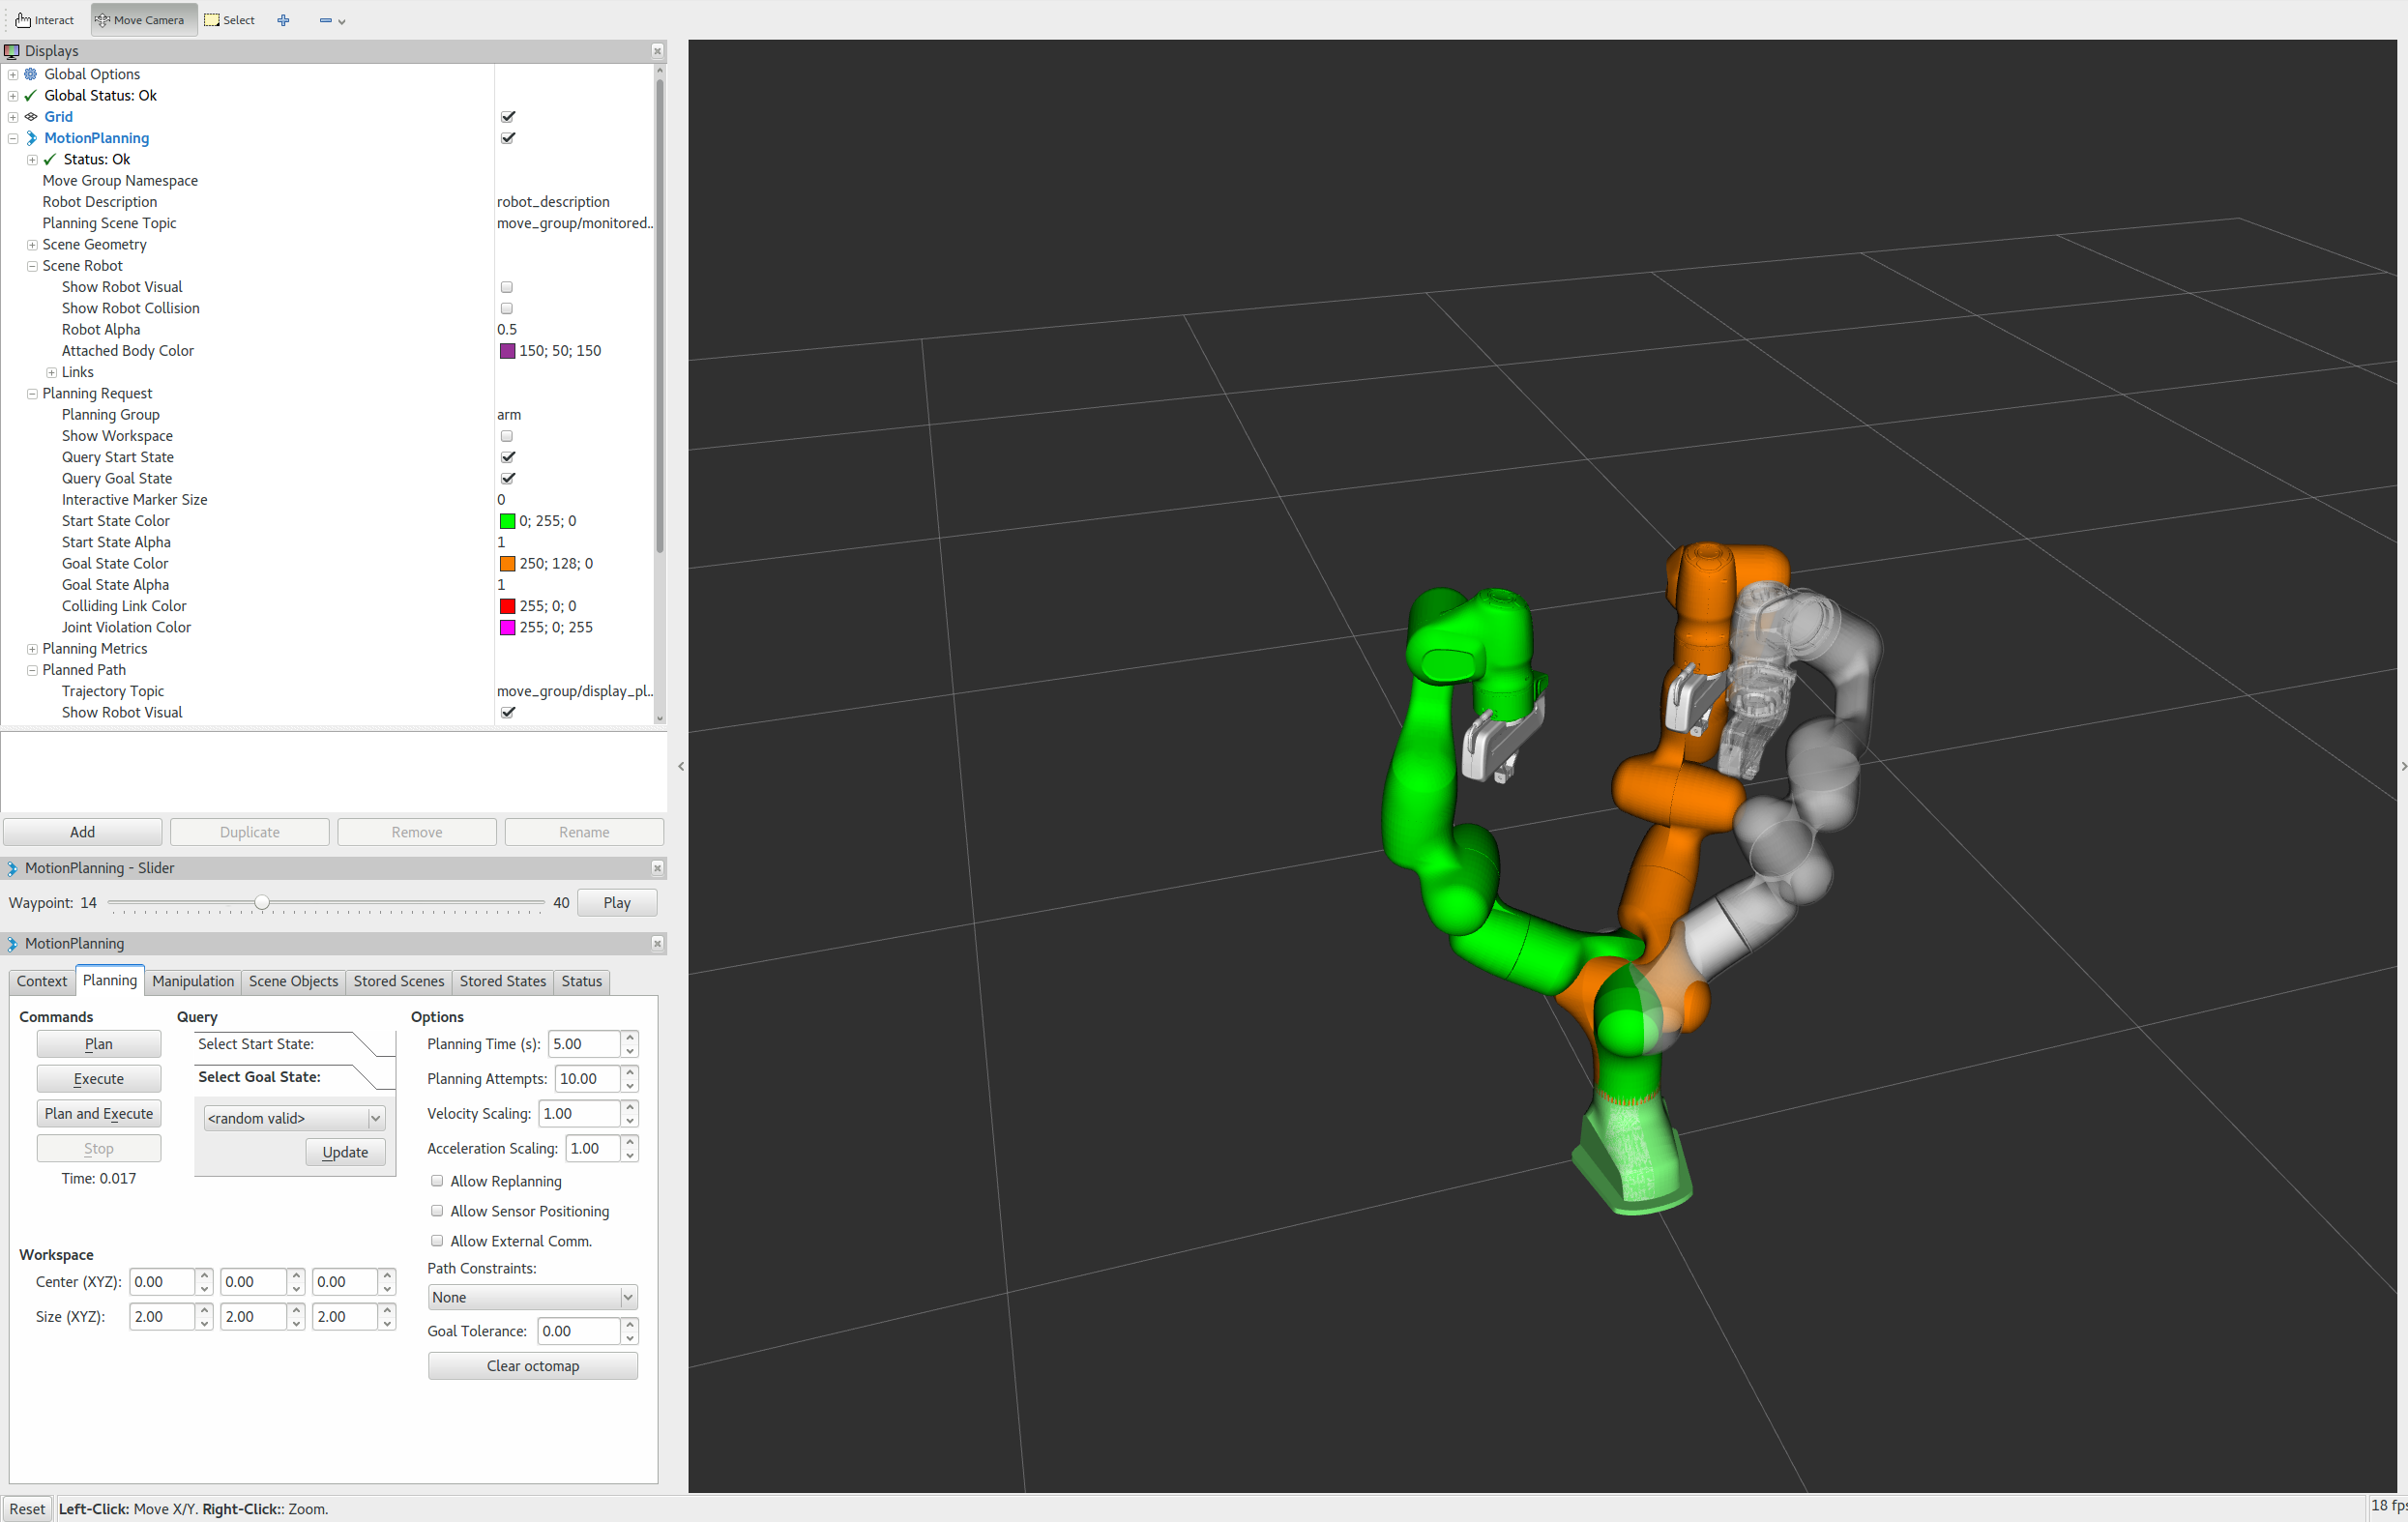 Interact Move Camera Select
Displays
Global Options
Global Status: Ok
Grid
MotionPlanning
Status: Ok
Move Group Namespace
Robot Description robot_description
Planning Scene Topic move_group/monitored...
Scene Geometry
Scene Robot
Show Robot Visual
Show Robot Collision
Robot Alpha 0.5
Attached Body Color 150; 50; 150
Links
Planning Request
Planning Group arm
Show Workspace
Query Start State
Query Goal State
Interactive Marker Size 0
Start State Color 0; 255; 0
Start State Alpha 1
Goal State Color 250; 128; 0
Goal State Alpha 1
Colliding Link Color 255; 0; 0
Joint Violation Color 255; 0; 255
Planning Metrics
Planned Path
Trajectory Topic move_group/display_pl...
Show Robot Visual
Add Duplicate Remove Rename
MotionPlanning - Slider
Waypoint: 14 40 Play
MotionPlanning
Context Planning Manipulation Scene Objects Stored Scenes Stored States Status
Commands
Plan
Execute
Plan and Execute
Stop
Time: 0.017
Query
Select Start State:
Select Goal State:
<random valid>
Update
Options
Planning Time (s): 5.00
Planning Attempts: 10.00
Velocity Scaling: 1.00
Acceleration Scaling: 1.00
Allow Replanning
Allow Sensor Positioning
Allow External Comm.
Path Constraints:
None
Goal Tolerance: 0.00
Clear octomap
Workspace
Center (XYZ): 0.00 0.00 0.00
Size (XYZ): 2.00 2.00 2.00
Reset Left-Click: Move X/Y. Right-Click:: Zoom. 18 fps